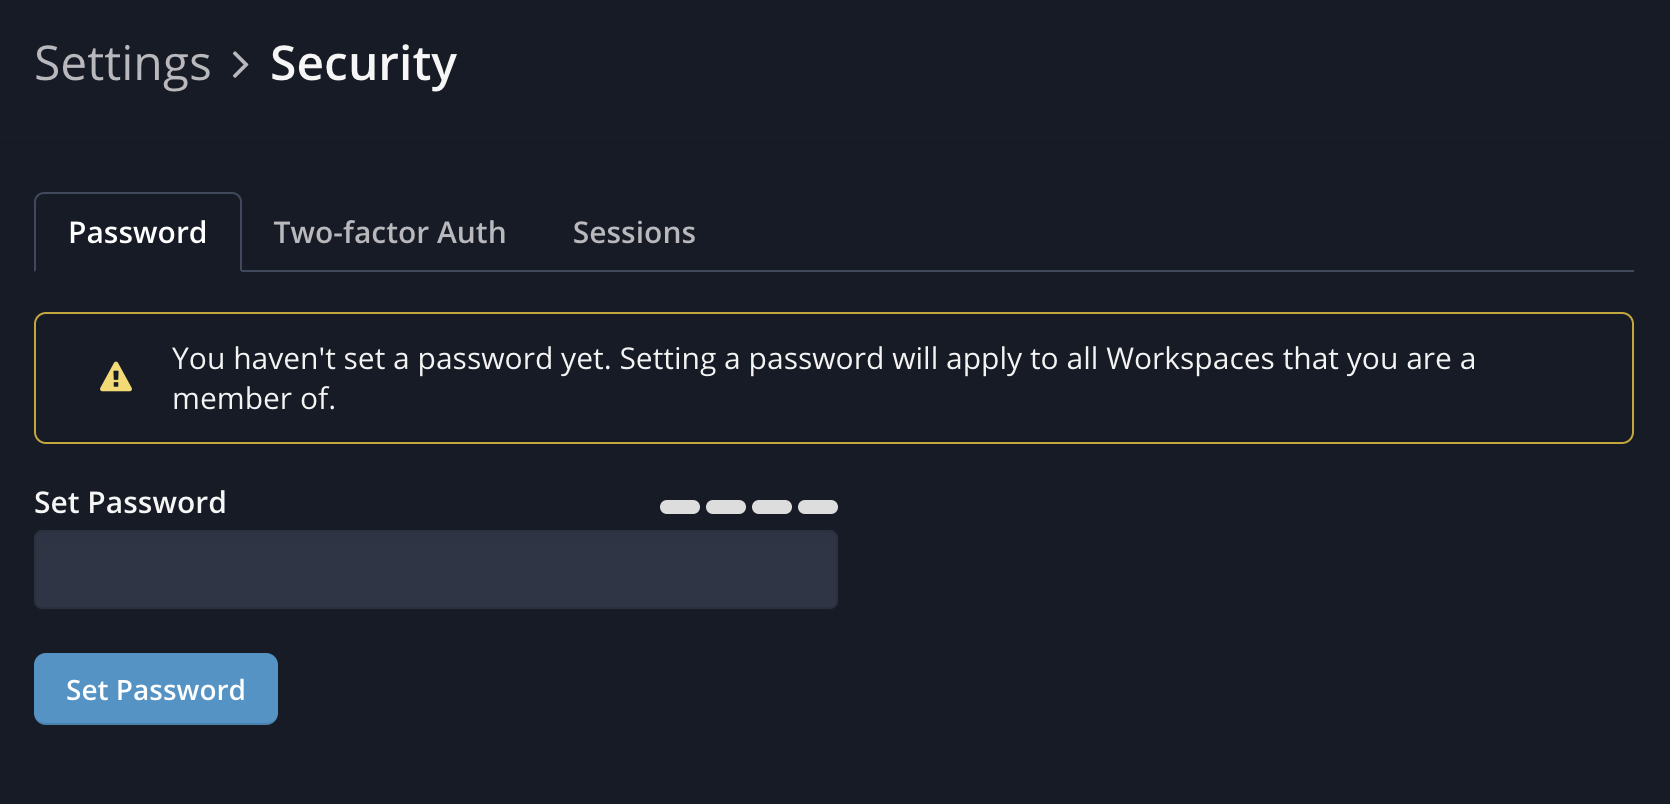 Settings > Security
Password Two-factor Auth Sessions
You haven't set a password yet. Setting a password will apply to all Workspaces that you are a
member of.
Set Password
Set Password